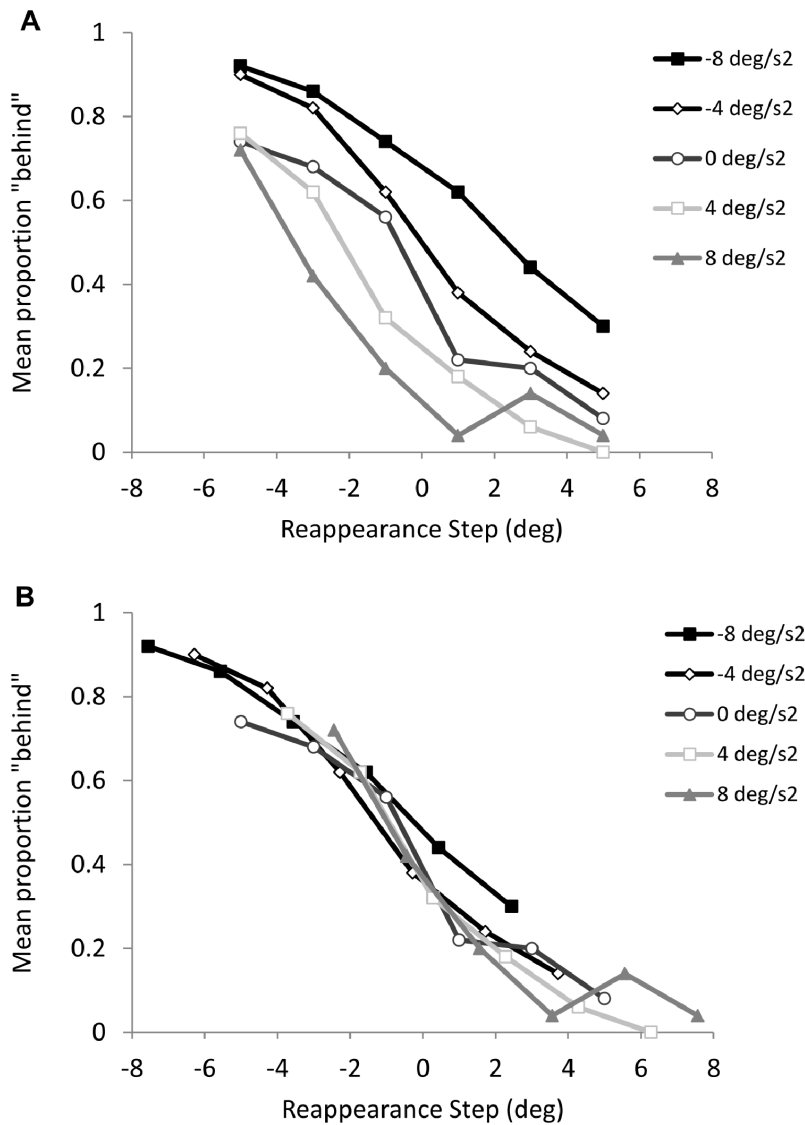 A
1
0.8
0.6
0.4
0.2
0
Mean proportion "behind"
-8 -6 -4 -2 0 2 4 6 8
Reappearance Step (deg)
-8 deg/s2
-4 deg/s2
0 deg/s2
4 deg/s2
8 deg/s2
B
1
0.8
0.6
0.4
0.2
0
Mean proportion "behind"
-8 -6 -4 -2 0 2 4 6 8
Reappearance Step (deg)
-8 deg/s2
-4 deg/s2
0 deg/s2
4 deg/s2
8 deg/s2